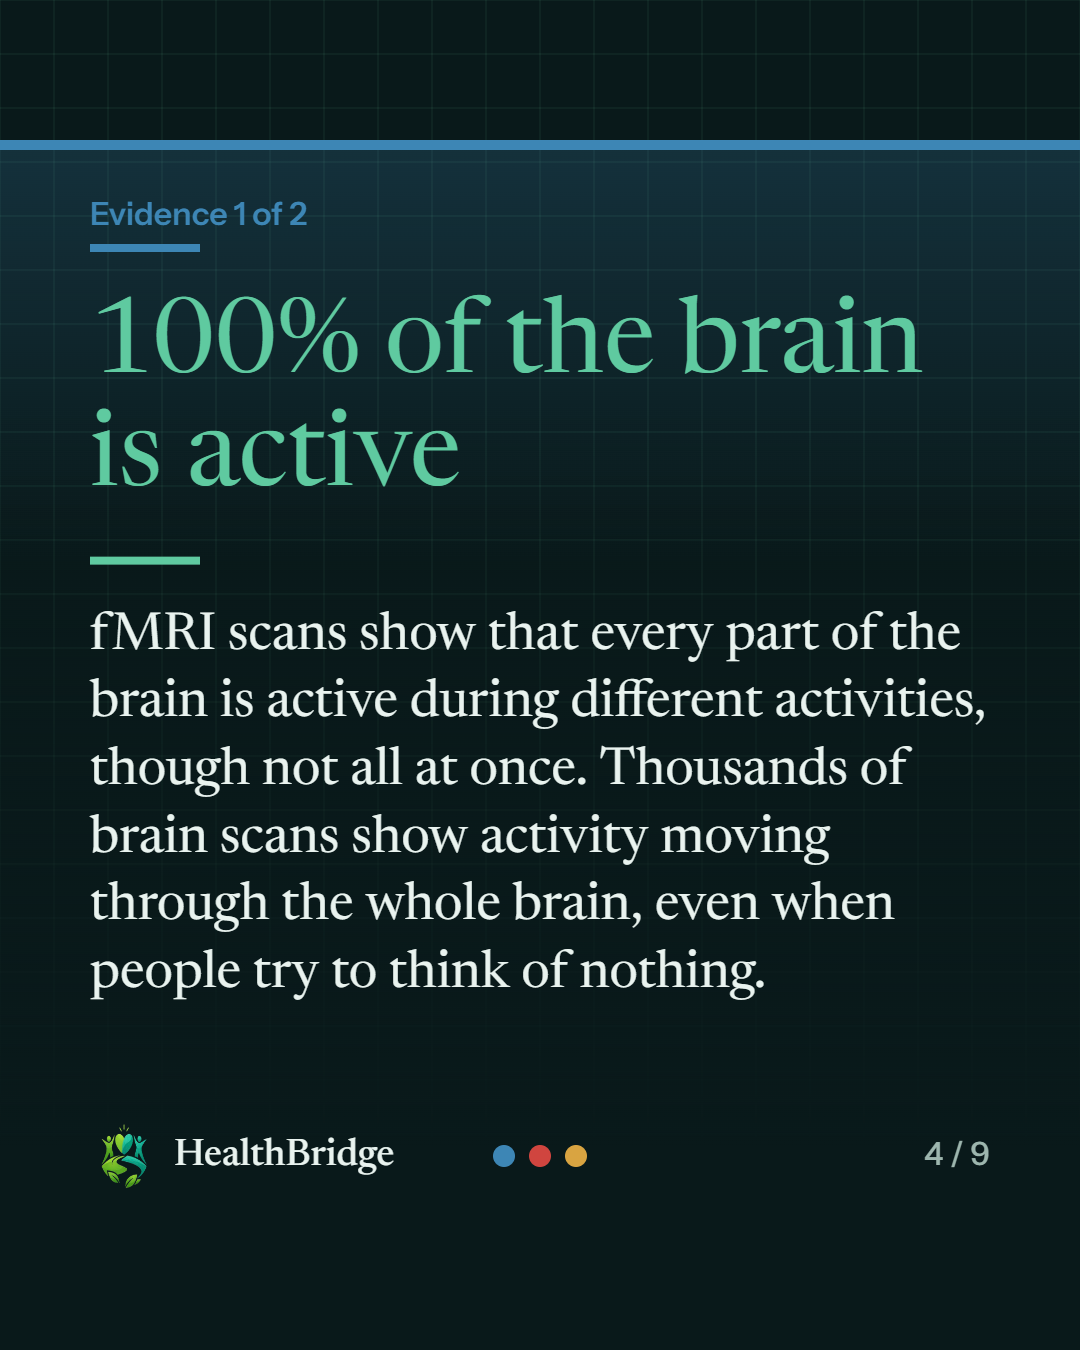 Evidence 1 of 2
100% of the brain
is active
fMRI scans show that every part of the
brain is active during different activities,
though not all at once. Thousands of
brain scans show activity moving
through the whole brain, even when
people try to think of nothing.
HealthBridge
4 / 9